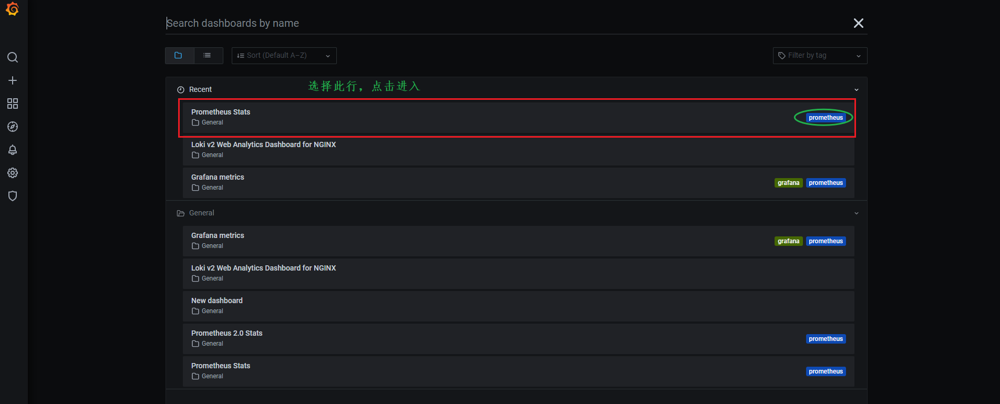 Search dashboards by name
Sort (Default A–Z)
Filter by tag
Recent
选择此行，点击进入
Prometheus Stats
General
prometheus
Loki v2 Web Analytics Dashboard for NGINX
General
Grafana metrics
General
grafana prometheus
General
Grafana metrics
General
grafana prometheus
Loki v2 Web Analytics Dashboard for NGINX
General
New dashboard
General
Prometheus 2.0 Stats
General
prometheus
Prometheus Stats
General
prometheus